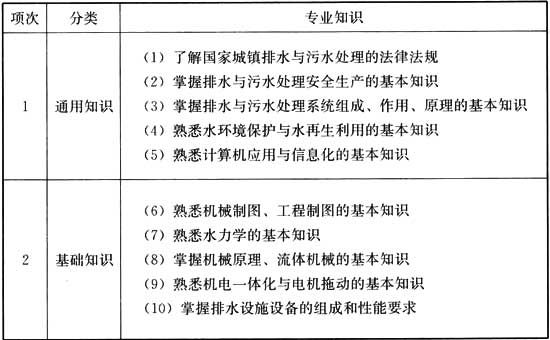 项次 分类 专业知识
(1) 了解国家城镇排水与污水处理的法律法规
(2) 掌握排水与污水处理安全生产的基本知识
1 通用知识 (3) 掌握排水与污水处理系统组成、作用、原理的基本知识
(4) 熟悉水环境保护与水再生利用的基本知识
(5) 熟悉计算机应用与信息化的基本知识
(6) 熟悉机械制图、工程制图的基本知识
(7) 熟悉水力学的基本知识
2 基础知识 (8) 掌握机械原理、流体机械的基本知识
(9) 熟悉机电一体化与电机拖动的基本知识
(10) 掌握排水设施设备的组成和性能要求